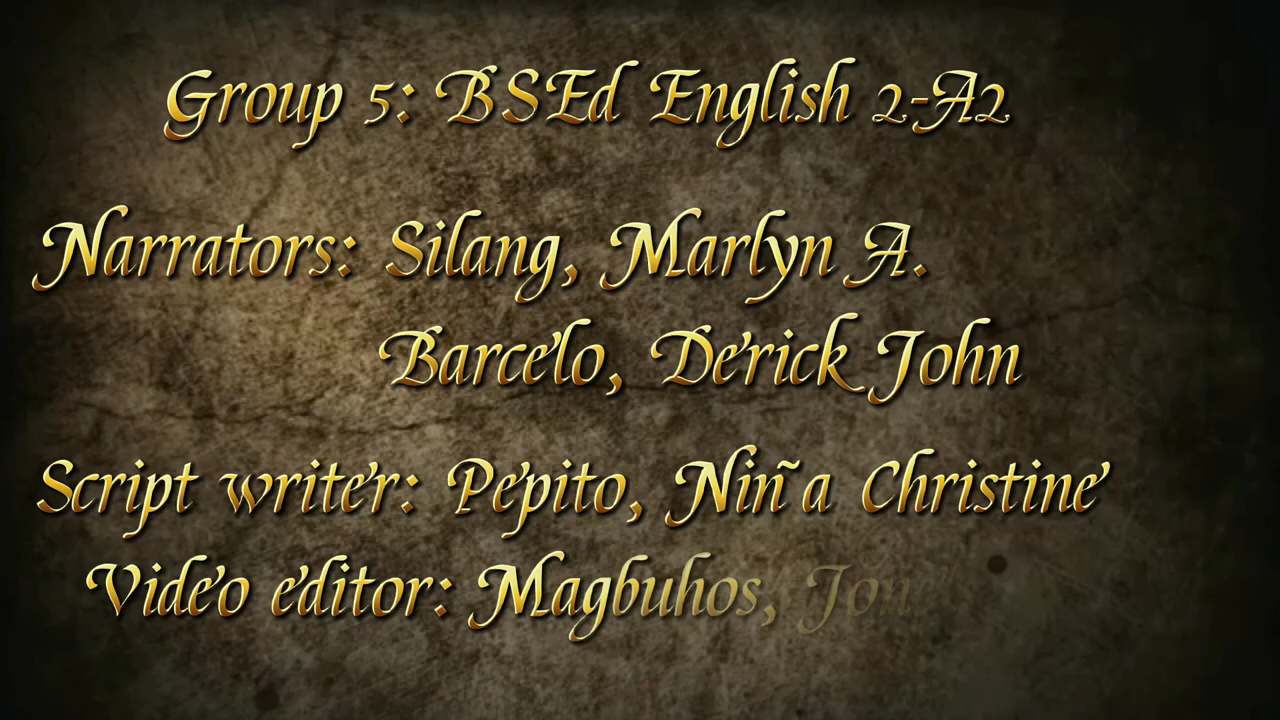 Group 5: BSEd English 2-A2
Narrators: Silang, Marlyn A.
Barcelo, Derick John
Script writer: Pepito, Niña Christine
Video editor: Magbuhos,